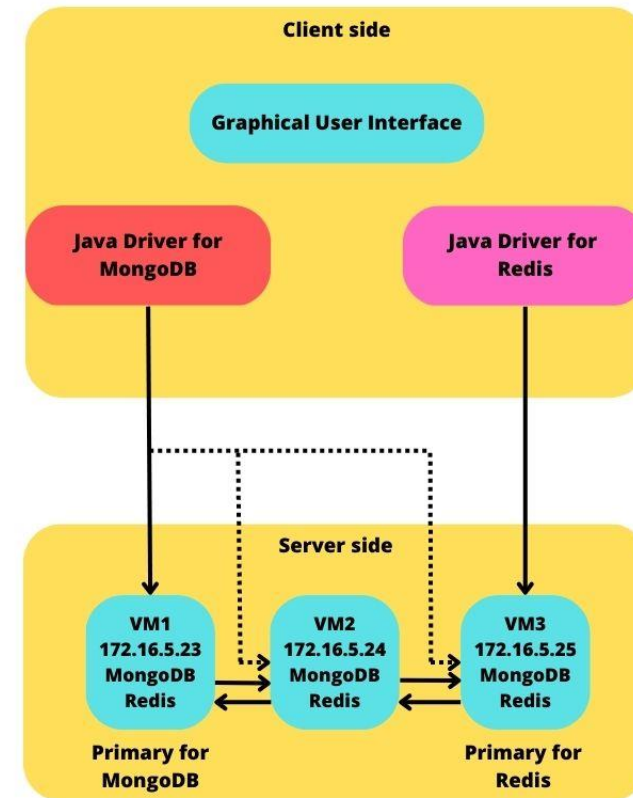 Client side
Graphical User Interface
Java Driver for
MongoDB
Java Driver for
Redis
Server side
VM1
172.16.5.23
MongoDB
Redis
VM2
172.16.5.24
MongoDB
Redis
VM3
172.16.5.25
MongoDB
Redis
Primary for
MongoDB
Primary for
Redis